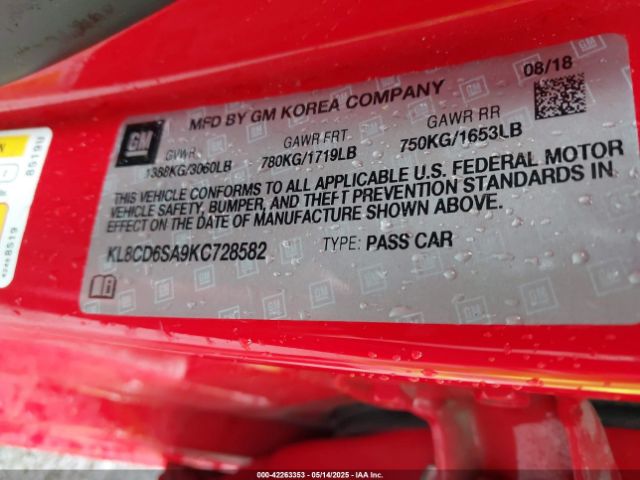 08/18
MFD BY GM KOREA COMPANY
GM
GVWR GAWR FRT. GAWR RR
1388KG/3060LB 780KG/1719LB 750KG/1653LB
THIS VEHICLE CONFORMS TO ALL APPLICABLE U.S. FEDERAL MOTOR
VEHICLE SAFETY, BUMPER, AND THEFT PREVENTION STANDARDS IN
EFFECT ON THE DATE OF MANUFACTURE SHOWN ABOVE.
KL8CD6SA9KC728582 TYPE: PASS CAR
000-42263353 - 05/14/2025 - IAA Inc.